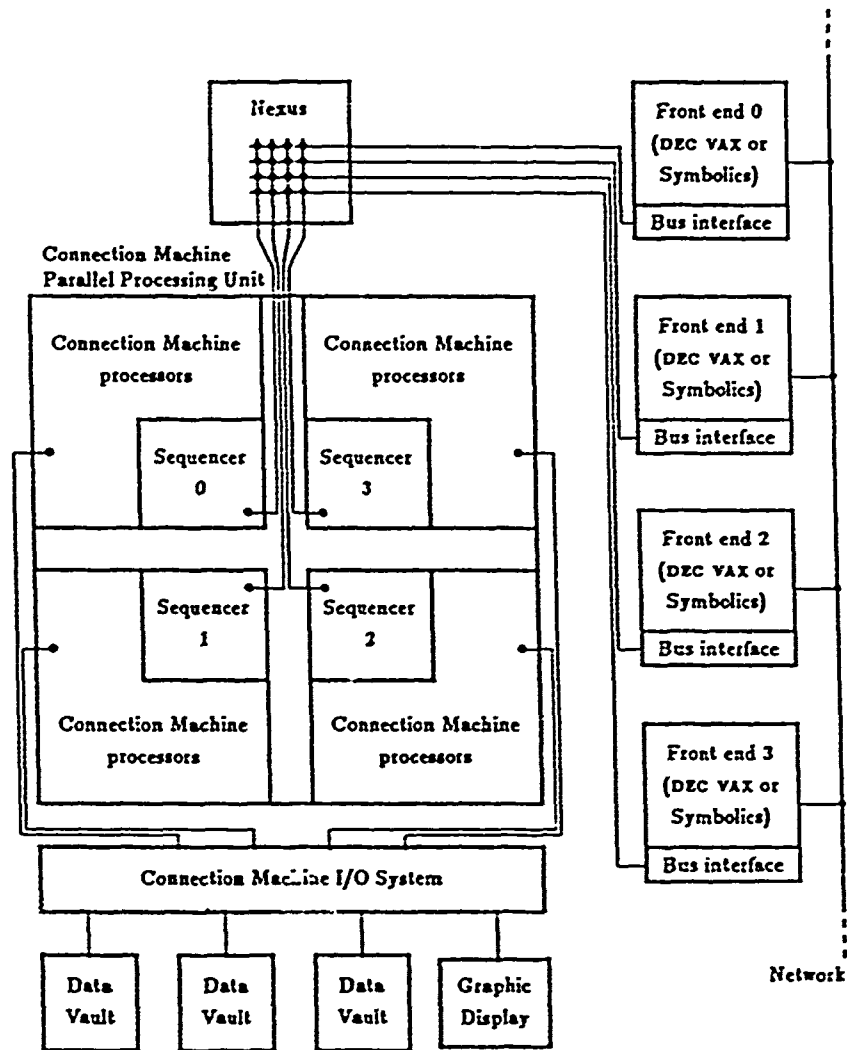 Nexus
Front end 0
(DEC VAX or
Symbolics)
Bus interface
Connection Machine
Parallel Processing Unit
Connection Machine
processors
Connection Machine
processors
Front end 1
(DEC VAX or
Symbolics)
Bus interface
Sequencer
0
Sequencer
3
Front end 2
(DEC VAX or
Symbolics)
Bus interface
Sequencer
1
Sequencer
2
Connection Machine
processors
Connection Machine
processors
Front end 3
(DEC VAX or
Symbolics)
Bus interface
Connection Machine I/O System
Data
Vault
Data
Vault
Data
Vault
Graphic
Display
Network